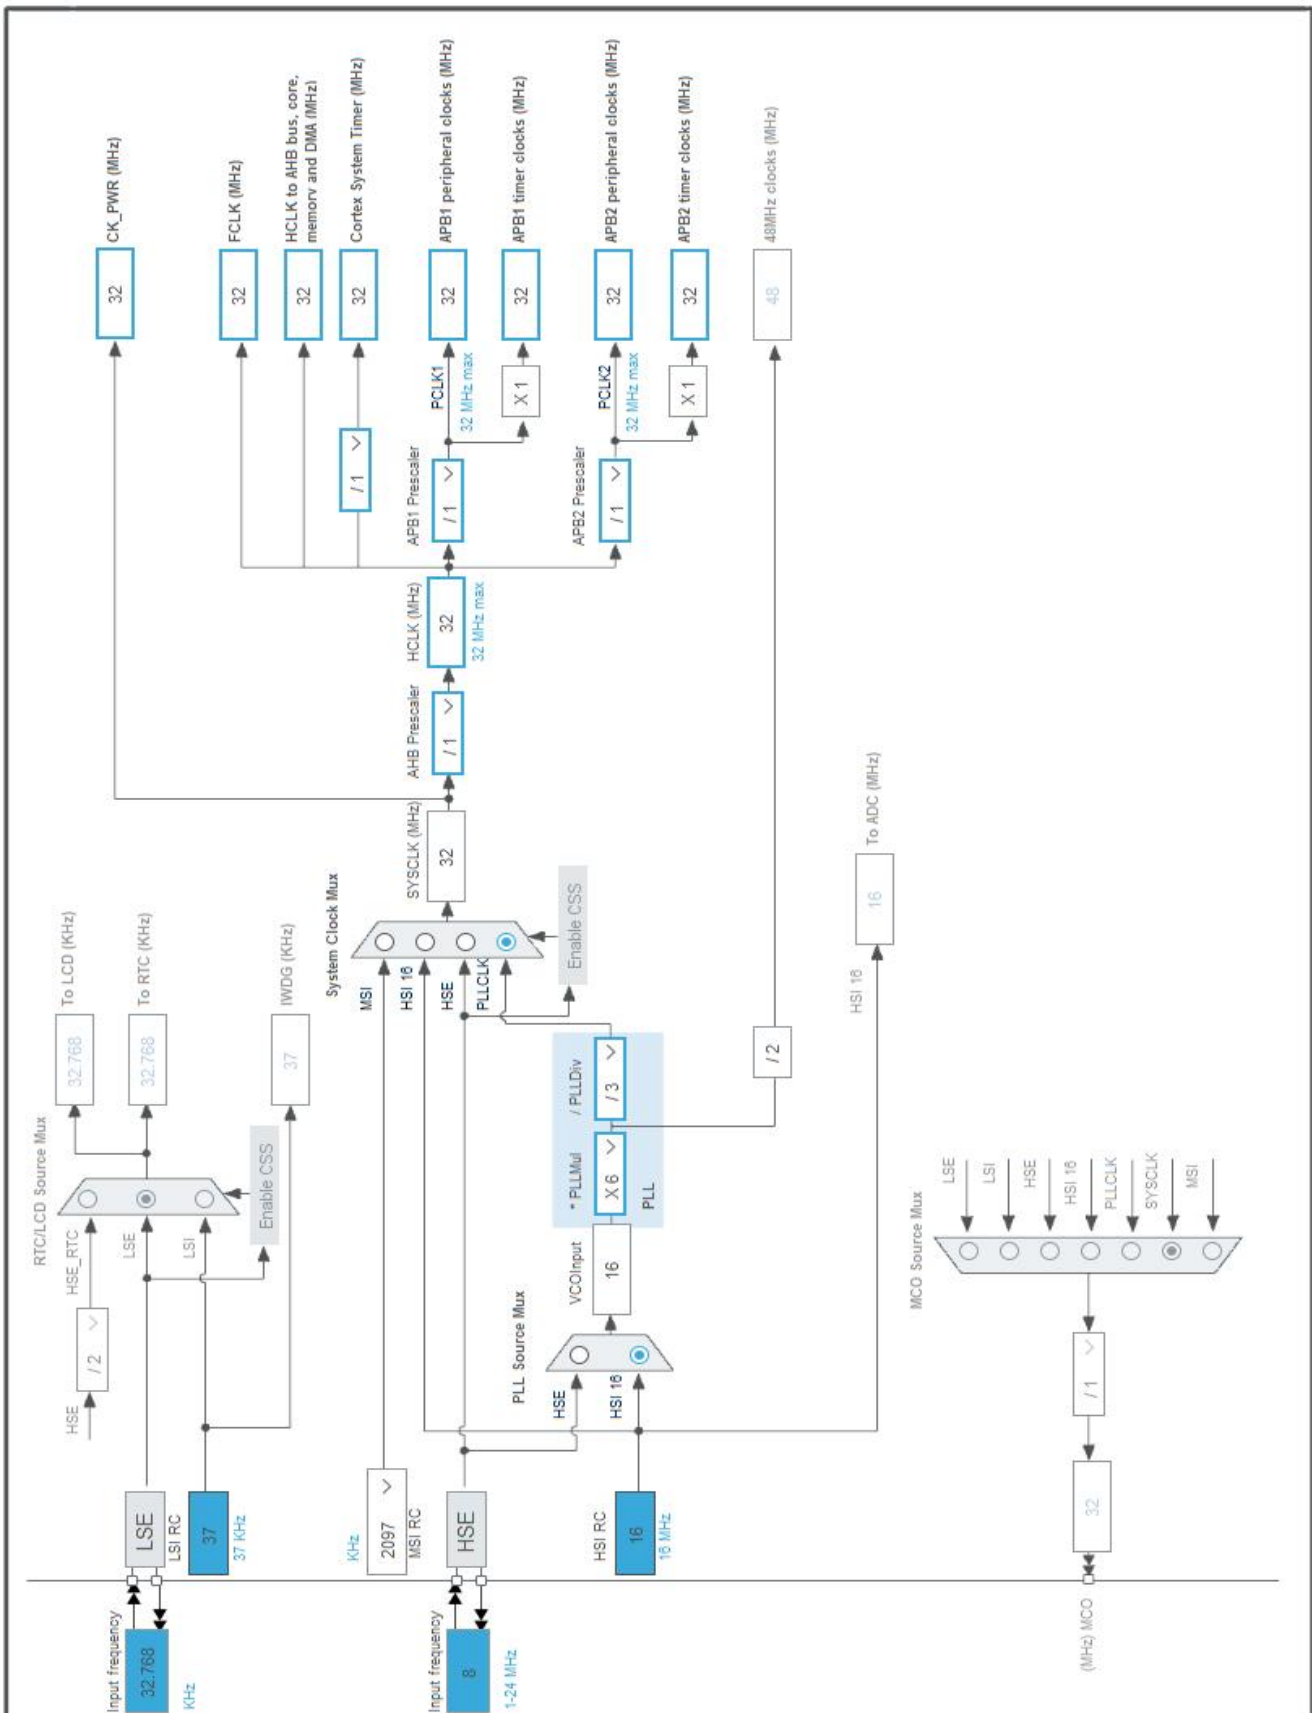 Input frequency
32.768
KHz
LSE
LSI RC
37
37 KHz
HSE
/ 2
HSE_RTC
LSE
LSI
RTC/LCD Source Mux
Enable CSS
32.768
To LCD (KHz)
32.768
To RTC (KHz)
37
IWDG (KHz)
KHz
2097
MSI RC
Input frequency
8
1-24 MHz
HSE
HSI RC
16
16 MHz
PLL Source Mux
HSE
HSI 16
VCOInput
16
* PLLMul
X 6
/ PLLDiv
/ 3
PLL
System Clock Mux
MSI
HSI 16
HSE
PLLCLK
Enable CSS
SYSCLK (MHz)
32
AHB Prescaler
/ 1
HCLK (MHz)
32
32 MHz max
/ 1
APB1 Prescaler
/ 1
PCLK1
32 MHz max
X 1
APB2 Prescaler
/ 1
PCLK2
32 MHz max
X 1
32
CK_PWR (MHz)
32
FCLK (MHz)
32
HCLK to AHB bus, core,
memory and DMA (MHz)
32
Cortex System Timer (MHz)
32
APB1 peripheral clocks (MHz)
32
APB1 timer clocks (MHz)
32
APB2 peripheral clocks (MHz)
32
APB2 timer clocks (MHz)
/ 2
48
48MHz clocks (MHz)
HSI 16
16
To ADC (MHz)
MCO Source Mux
LSE
LSI
HSE
HSI 16
PLLCLK
SYSCLK
MSI
/ 1
32
(MHz) MCO